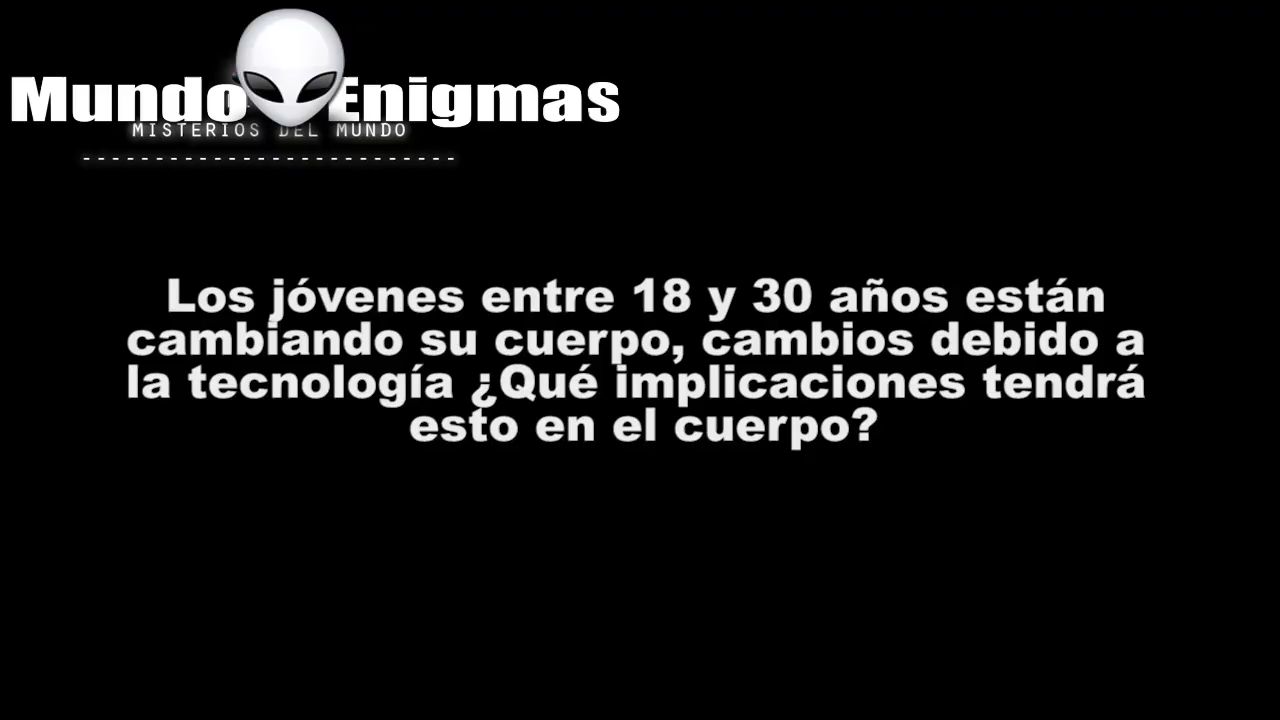 Mundo Enigmas
MISTERIOS DEL MUNDO
--------------------------
Los jóvenes entre 18 y 30 años están
cambiando su cuerpo, cambios debido a
la tecnología ¿Qué implicaciones tendrá
esto en el cuerpo?